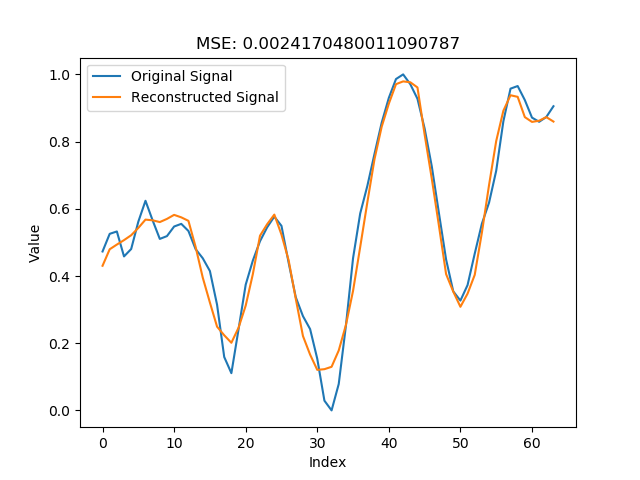 MSE: 0.0024170480011090787
Original Signal
Reconstructed Signal
1.0
0.8
0.6
0.4
0.2
0.0
Value
0 10 20 30 40 50 60
Index